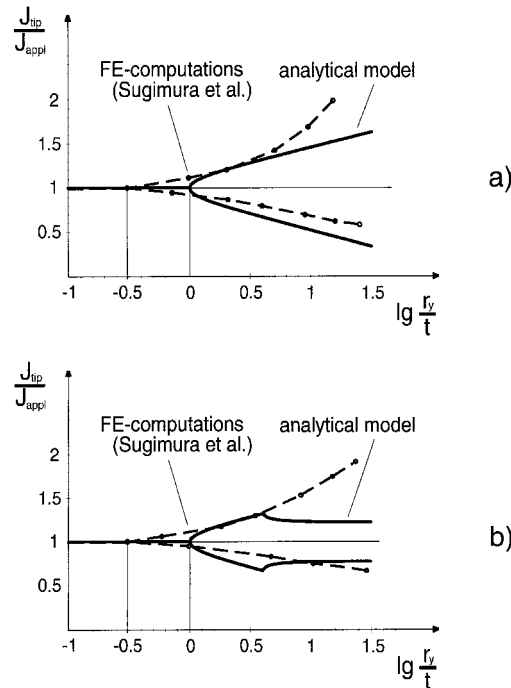 J_tip
J_appl
FE-computations
(Sugimura et al.)
analytical model
2
1.5
1
0.5
a)
-1
-0.5
0
0.5
1
1.5
lg r_y/t
J_tip
J_appl
FE-computations
(Sugimura et al.)
analytical model
2
1.5
1
0.5
b)
-1
-0.5
0
0.5
1
1.5
lg r_y/t